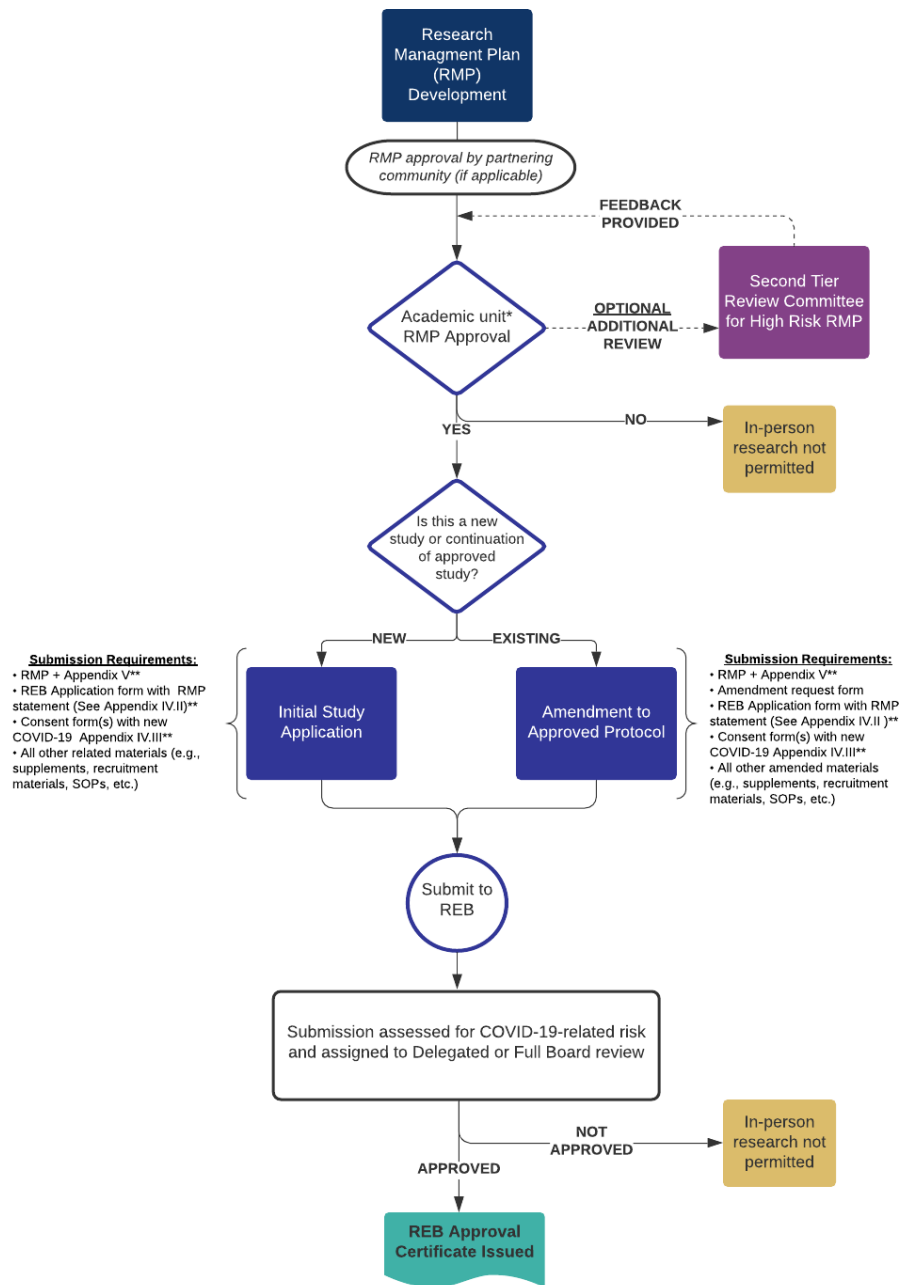 Research
Managment Plan
(RMP)
Development
RMP approval by partnering
community (if applicable)
FEEDBACK
PROVIDED
Second Tier
Review Committee
for High Risk RMP
Academic unit*
RMP Approval
OPTIONAL
ADDITIONAL
REVIEW
YES
NO
In-person
research not
permitted
Is this a new
study or continuation
of approved
study?
NEW
EXISTING
Submission Requirements:
• RMP + Appendix V**
• REB Application form with RMP
statement (See Appendix IV.II)**
• Consent form(s) with new
COVID-19 Appendix IV.III**
• All other related materials (e.g.,
supplements, recruitment
materials, SOPs, etc.)
Initial Study
Application
Amendment to
Approved Protocol
Submission Requirements:
• RMP + Appendix V**
• Amendment request form
• REB Application form with RMP
statement (See Appendix IV.II )**
• Consent form(s) with new
COVID-19 Appendix IV.III**
• All other amended materials
(e.g., supplements, recruitment
materials, SOPs, etc.)
Submit to
REB
Submission assessed for COVID-19-related risk
and assigned to Delegated or Full Board review
NOT
APPROVED
In-person
research not
permitted
APPROVED
REB Approval
Certificate Issued